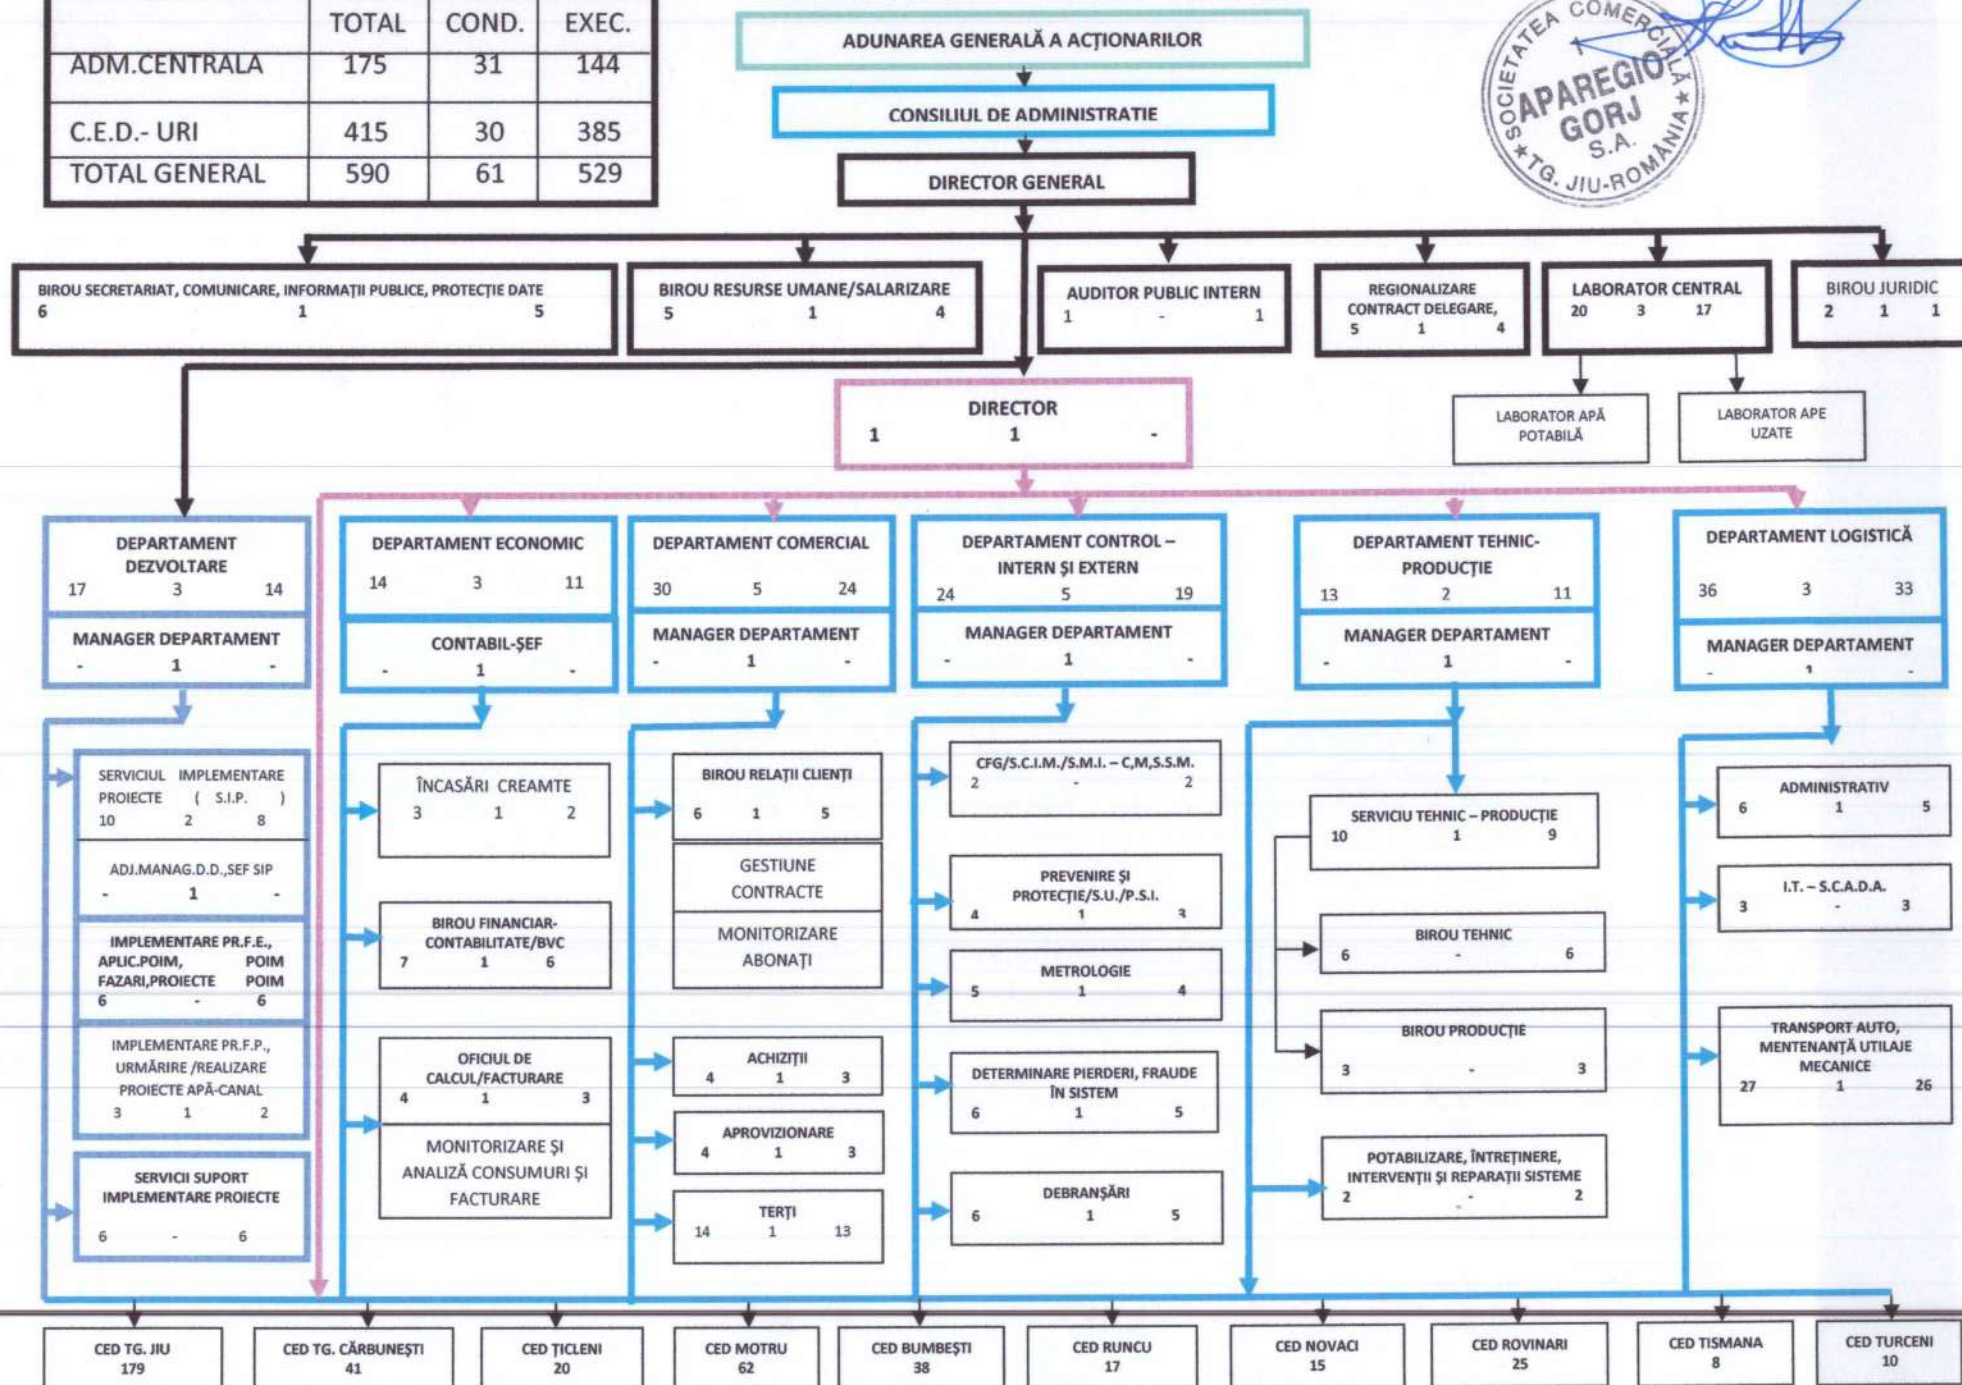 TOTAL COND. EXEC.
ADM.CENTRALA 175 31 144
C.E.D.- URI 415 30 385
TOTAL GENERAL 590 61 529
ADUNAREA GENERALĂ A ACȚIONARILOR
CONSILIUL DE ADMINISTRATIE
DIRECTOR GENERAL
SOCIETATEA COMERCIALĂ
1
APAREGIO
GORJ
S.A.
TG. JIU-ROMÂNIA
BIROU SECRETARIAT, COMUNICARE, INFORMAȚII PUBLICE, PROTECȚIE DATE
6 1 5
BIROU RESURSE UMANE/SALARIZARE
5 1 4
AUDITOR PUBLIC INTERN
1 - 1
REGIONALIZARE
CONTRACT DELEGARE,
5 1 4
LABORATOR CENTRAL
20 3 17
BIROU JURIDIC
2 1 1
LABORATOR APĂ
POTABILĂ
LABORATOR APE
UZATE
DIRECTOR
1 1 -
DEPARTAMENT
DEZVOLTARE
17 3 14
MANAGER DEPARTAMENT
- 1 -
DEPARTAMENT ECONOMIC
14 3 11
CONTABIL-ȘEF
- 1 -
DEPARTAMENT COMERCIAL
30 5 24
MANAGER DEPARTAMENT
- 1 -
DEPARTAMENT CONTROL –
INTERN ȘI EXTERN
24 5 19
MANAGER DEPARTAMENT
- 1 -
DEPARTAMENT TEHNIC-
PRODUCȚIE
13 2 11
MANAGER DEPARTAMENT
- 1 -
DEPARTAMENT LOGISTICĂ
36 3 33
MANAGER DEPARTAMENT
- 1 -
SERVICIUL IMPLEMENTARE
PROIECTE ( S.I.P. )
10 2 8
ADJ.MANAG.D.D.,SEF SIP
- 1 -
IMPLEMENTARE PR.F.E.,
APLIC.POIM, POIM
FAZARI,PROIECTE POIM
6 - 6
IMPLEMENTARE PR.F.P.,
URMĂRIRE /REALIZARE
PROIECTE APĂ-CANAL
3 1 2
SERVICII SUPORT
IMPLEMENTARE PROIECTE
6 - 6
ÎNCASĂRI CREAMTE
3 1 2
BIROU FINANCIAR-
CONTABILITATE/BVC
7 1 6
OFICIUL DE
CALCUL/FACTURARE
4 1 3
MONITORIZARE ȘI
ANALIZĂ CONSUMURI ȘI
FACTURARE
BIROU RELAȚII CLIENȚI
6 1 5
GESTIUNE
CONTRACTE
MONITORIZARE
ABONAȚI
ACHIZIȚII
4 1 3
APROVIZIONARE
4 1 3
TERȚI
14 1 13
CFG/S.C.I.M./S.M.I. – C,M,S.S.M.
2 - 2
PREVENIRE ȘI
PROTECȚIE/S.U./P.S.I.
4 1 3
METROLOGIE
5 1 4
DETERMINARE PIERDERI, FRAUDE
ÎN SISTEM
6 1 5
DEBRANȘĂRI
6 1 5
SERVICIU TEHNIC – PRODUCȚIE
10 1 9
BIROU TEHNIC
6 - 6
BIROU PRODUCȚIE
3 - 3
POTABILIZARE, ÎNTREȚINERE,
INTERVENȚII ȘI REPARAȚII SISTEME
2 - 2
ADMINISTRATIV
6 1 5
I.T. – S.C.A.D.A.
3 - 3
TRANSPORT AUTO,
MENTENANȚĂ UTILAJE
MECANICE
27 1 26
CED TG. JIU
179
CED TG. CĂRBUNEȘTI
41
CED ȚICLENI
20
CED MOTRU
62
CED BUMBEȘTI
38
CED RUNCU
17
CED NOVACI
15
CED ROVINARI
25
CED TISMANA
8
CED TURCENI
10